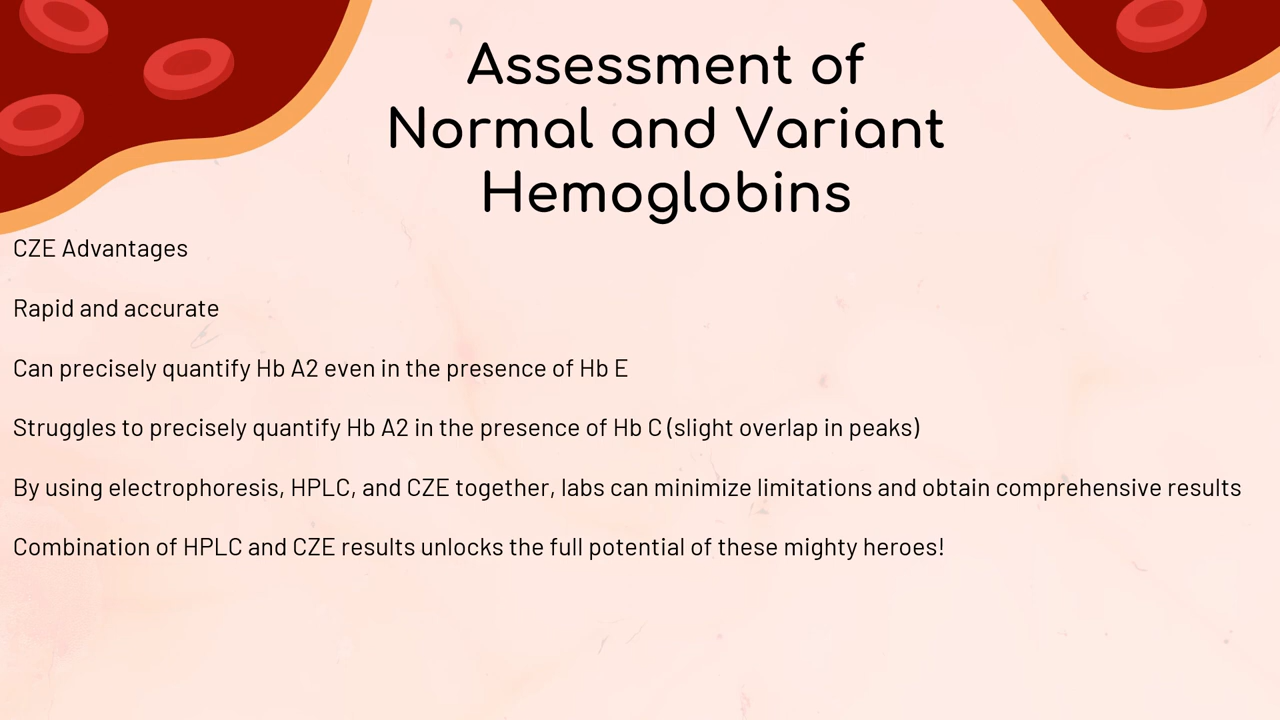 Assessment of
Normal and Variant
Hemoglobins
CZE Advantages
Rapid and accurate
Can precisely quantify Hb A2 even in the presence of Hb E
Struggles to precisely quantify Hb A2 in the presence of Hb C (slight overlap in peaks)
By using electrophoresis, HPLC, and CZE together, labs can minimize limitations and obtain comprehensive results
Combination of HPLC and CZE results unlocks the full potential of these mighty heroes!